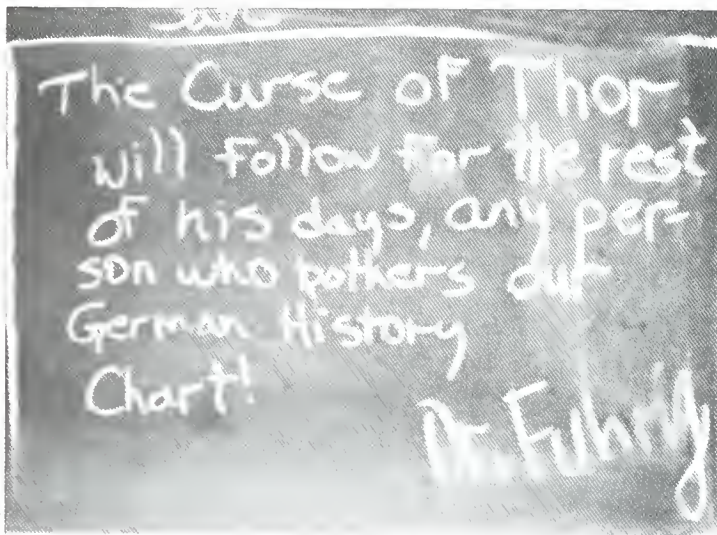 Save
The Curse of Thor
will follow for the rest
of his days, any per-
son who bothers our
German History
Chart!
Dr. Fuhrig